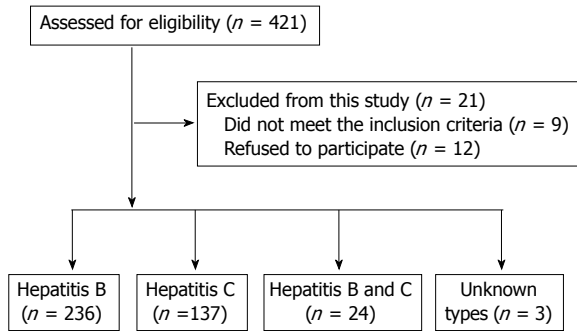 Assessed for eligibility (n = 421)
Excluded from this study (n = 21)
Did not meet the inclusion criteria (n = 9)
Refused to participate (n = 12)
Hepatitis B
(n = 236)
Hepatitis C
(n =137)
Hepatitis B and C
(n = 24)
Unknown
types (n = 3)